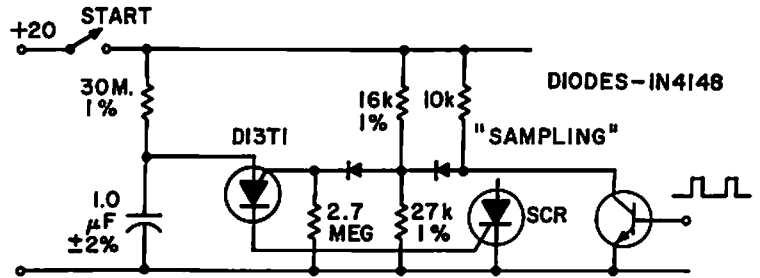 START
+20
30M.
1%
16k
1%
10k
DIODES-1N4148
"SAMPLING"
D13T1
1.0
µF
±2%
2.7
MEG
27k
1%
SCR